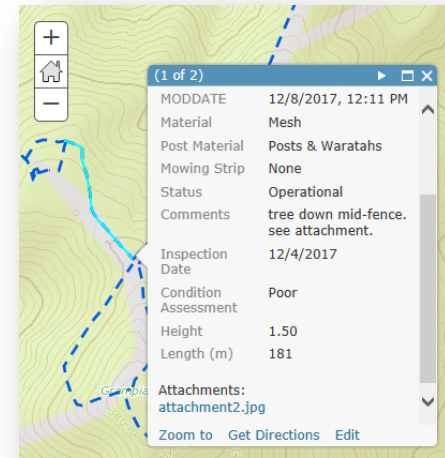 +
−
(1 of 2)
MODDATE 12/8/2017, 12:11 PM
Material Mesh
Post Material Posts & Waratahs
Mowing Strip None
Status Operational
Comments tree down mid-fence.
see attachment.
Inspection 12/4/2017
Date
Condition Poor
Assessment
Height 1.50
Length (m) 181
Attachments:
attachment2.jpg
Zoom to Get Directions Edit